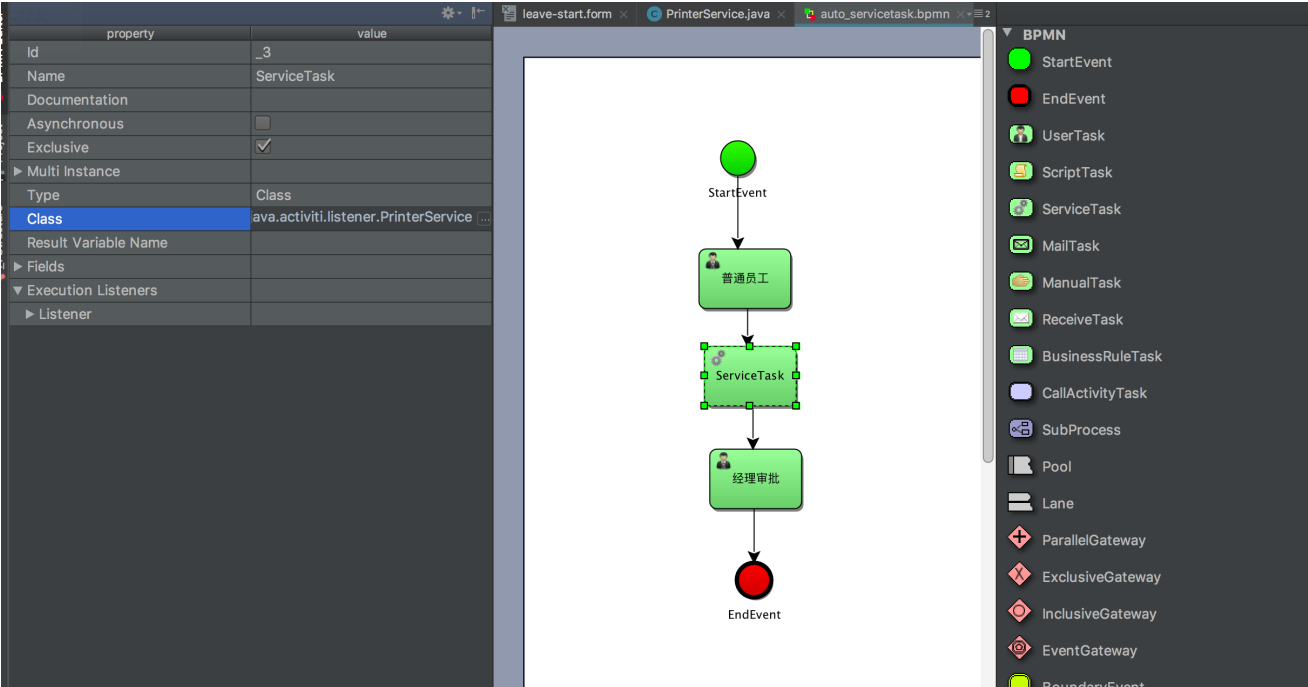 leave-start.form
PrinterService.java
auto_servicetask.bpmn
2
property value
Id _3
Name ServiceTask
Documentation
Asynchronous
Exclusive
Multi Instance
Type Class
Class ava.activiti.listener.PrinterService ...
Result Variable Name
Fields
Execution Listeners
Listener
StartEvent
普通员工
ServiceTask
经理审批
EndEvent
BPMN
StartEvent
EndEvent
UserTask
ScriptTask
ServiceTask
MailTask
ManualTask
ReceiveTask
BusinessRuleTask
CallActivityTask
SubProcess
Pool
Lane
ParallelGateway
ExclusiveGateway
InclusiveGateway
EventGateway
BoundaryEvent